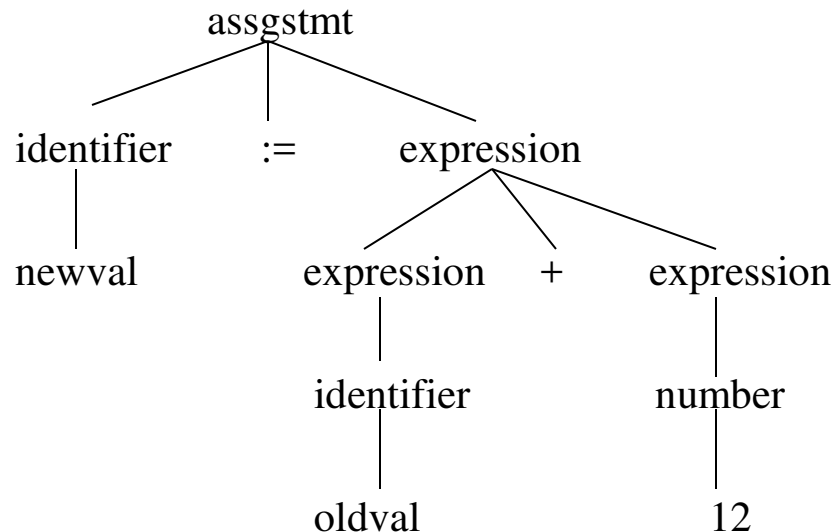 assgstmt
identifier := expression
newval expression + expression
identifier number
oldval 12